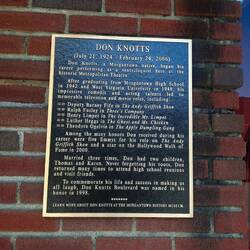 DON KNOTTS
(July 21, 1924 - February 24, 2006)
Don Knotts, a Morgantown native, began his
career performing as a ventriloquist here at the
historic Metropolitan Theatre.
After graduating from Morgantown High School
in 1942 and West Virginia University in 1948, his
impressive comedic and acting talents led to
memorable television and movie roles, including
Deputy Barney Fife in The Andy Griffith Show
Ralph Furley in Three's Company
Henry Limpet in The Incredible Mr. Limpet
Luther Heggs in The Ghost and Mr. Chicken
Theodore Ogelvie in The Apple Dumpling Gang
Among the many honors Don received during his
career were five Emmys for his role on The Andy
Griffith Show and a star on the Hollywood Walk of
Fame in 2000.
Married three times, Don had two children,
Thomas and Karen. Never forgetting his roots, Don
returned many times to attend high school reunions
and visit friends.
To commemorate his life and success in making us
all laugh, Don Knotts Boulevard was named in his
honor in 1998.
LEARN MORE ABOUT DON KNOTTS AT THE MORGANTOWN HISTORY MUSEUM